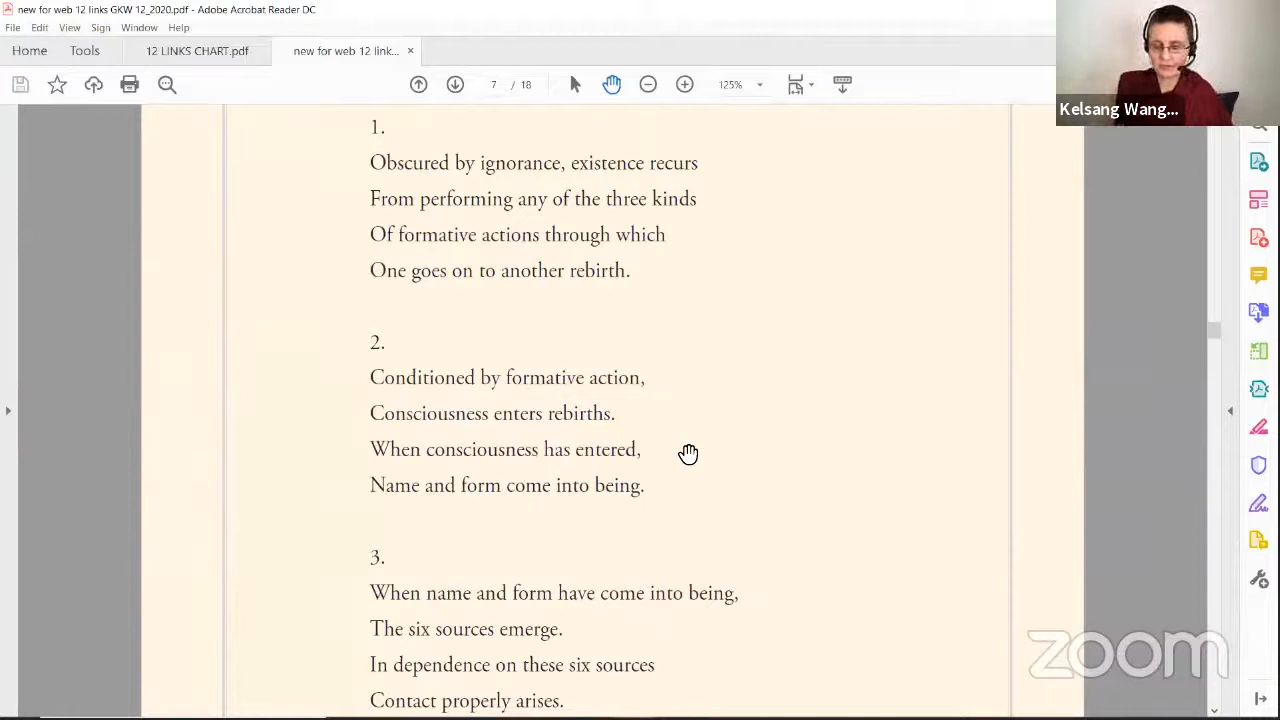 new for web 12 links GKW 12_2020.pdf - Adobe Acrobat Reader DC
File Edit View Sign Window Help
Home Tools 12 LINKS CHART.pdf new for web 12 link... ×
7 / 18 125%
Kelsang Wang...
1.
Obscured by ignorance, existence recurs
From performing any of the three kinds
Of formative actions through which
One goes on to another rebirth.
2.
Conditioned by formative action,
Consciousness enters rebirths.
When consciousness has entered,
Name and form come into being.
3.
When name and form have come into being,
The six sources emerge.
In dependence on these six sources
Contact properly arises.
zoom